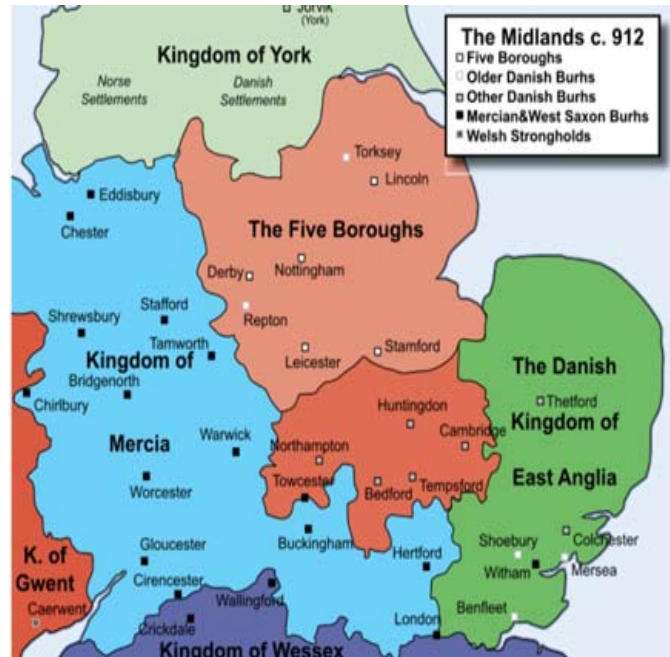 Jorvik
(York)
Kingdom of York
Norse
Settlements
Danish
Settlements
The Midlands c. 912
Five Boroughs
Older Danish Burhs
Other Danish Burhs
Mercian&West Saxon Burhs
Welsh Strongholds
Torksey
Lincoln
Eddisbury
Chester
The Five Boroughs
Derby
Nottingham
Repton
Shrewsbury
Stafford
Tamworth
Leicester
Stamford
Kingdom of
Bridgenorth
Chirlbury
The Danish
Thetford
Kingdom of
Huntingdon
Cambridge
Mercia
Warwick
Northampton
East Anglia
Worcester
Towcester
Bedford
Tempsford
Buckingham
Hertford
Shoebury
Colchester
Witham
Mersea
K. of
Gwent
Gloucester
Cirencester
Wallingford
Caerwent
Crickdale
Benfleet
London
Kingdom of Wessex